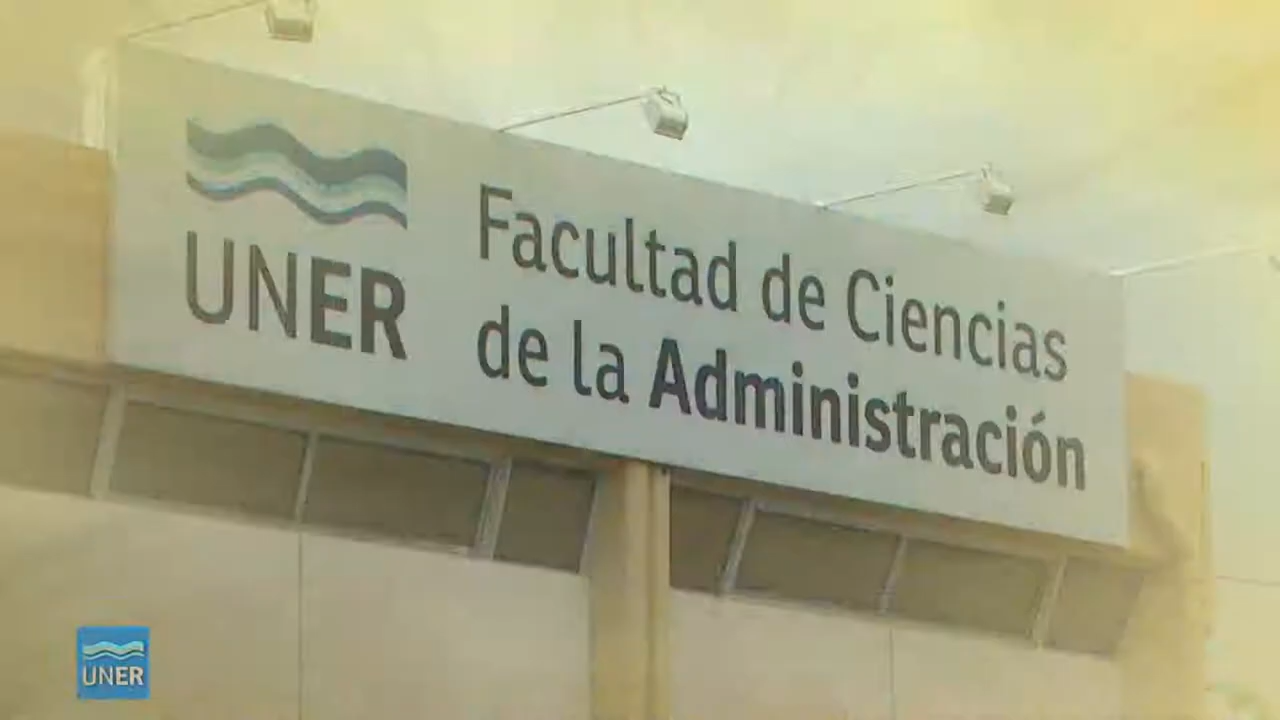 UNER
Facultad de Ciencias
de la Administración
UNER